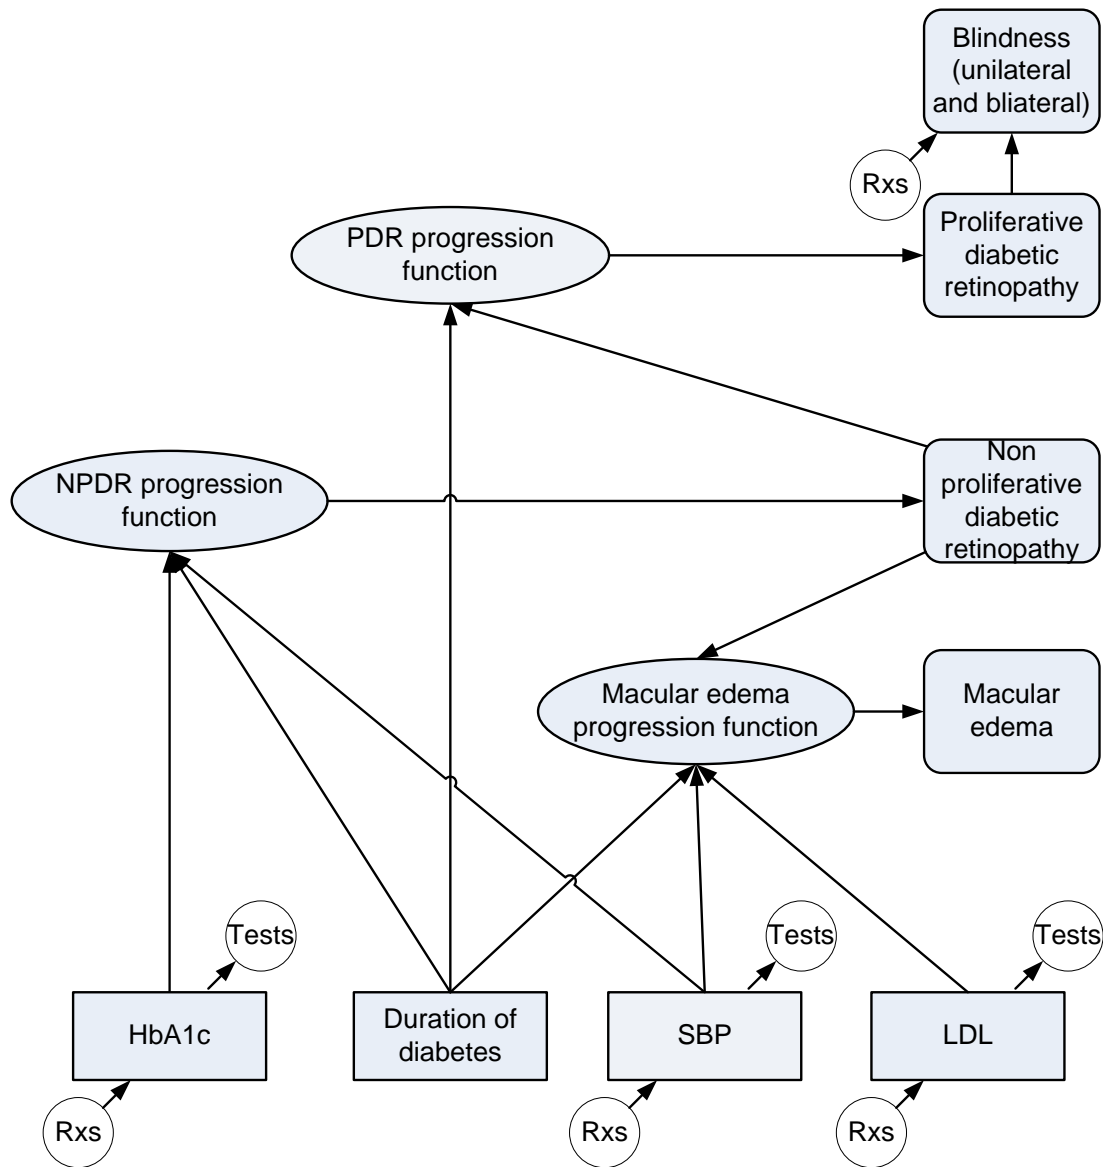 Blindness
(unilateral
and bliateral)
Rxs
Proliferative
diabetic
retinopathy
PDR progression
function
Non
proliferative
diabetic
retinopathy
NPDR progression
function
Macular edema
progression function
Macular
edema
Tests
Tests
Tests
HbA1c
Duration of
diabetes
SBP
LDL
Rxs
Rxs
Rxs